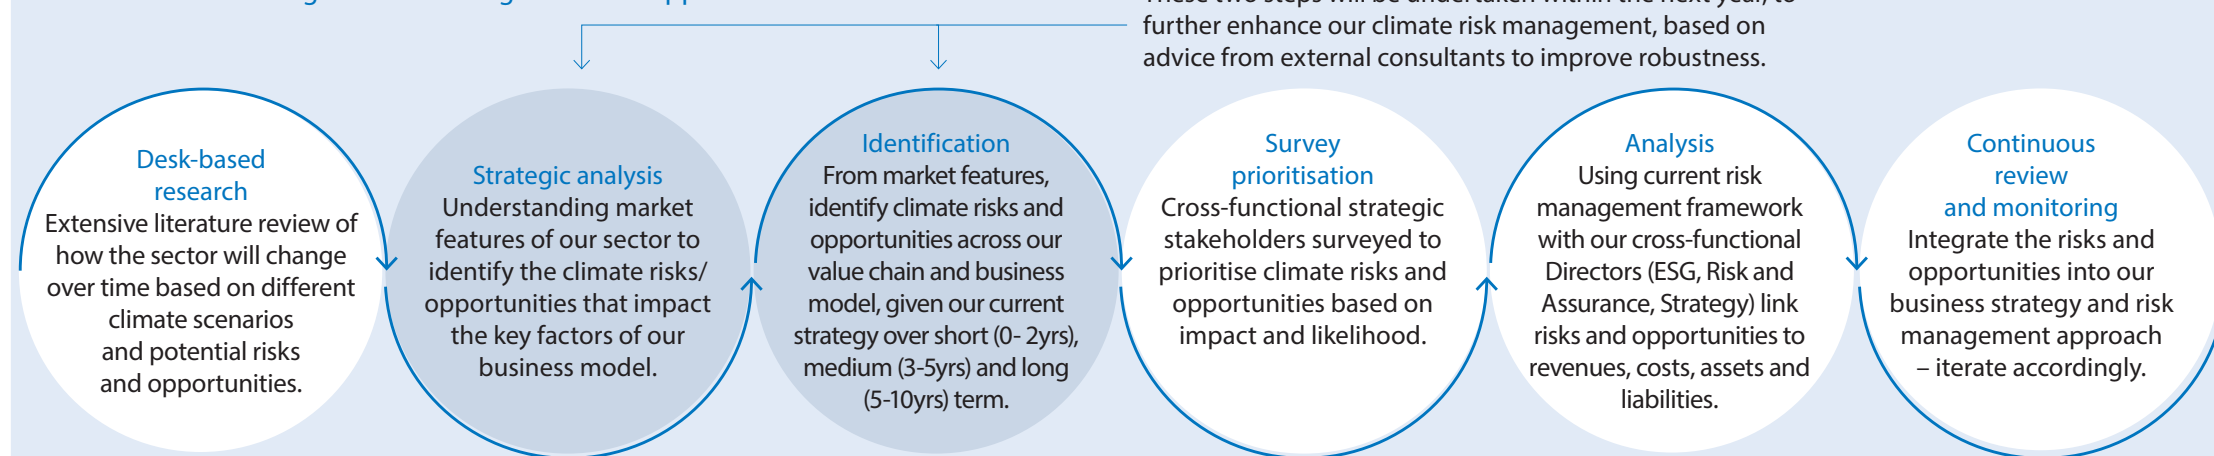 These two steps will be undertaken within the next year, to
further enhance our climate risk management, based on
advice from external consultants to improve robustness.
Desk-based
research
Extensive literature review of
how the sector will change
over time based on different
climate scenarios
and potential risks
and opportunities.
Strategic analysis
Understanding market
features of our sector to
identify the climate risks/
opportunities that impact
the key factors of our
business model.
Identification
From market features,
identify climate risks and
opportunities across our
value chain and business
model, given our current
strategy over short (0- 2yrs),
medium (3-5yrs) and long
(5-10yrs) term.
Survey
prioritisation
Cross-functional strategic
stakeholders surveyed to
prioritise climate risks and
opportunities based on
impact and likelihood.
Analysis
Using current risk
management framework
with our cross-functional
Directors (ESG, Risk and
Assurance, Strategy) link
risks and opportunities to
revenues, costs, assets and
liabilities.
Continuous
review
and monitoring
Integrate the risks and
opportunities into our
business strategy and risk
management approach
– iterate accordingly.